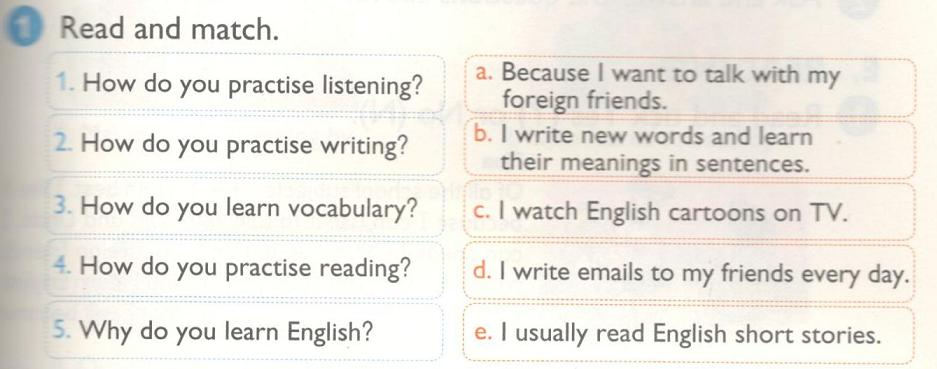 1 Read and match.
1. How do you practise listening?
2. How do you practise writing?
3. How do you learn vocabulary?
4. How do you practise reading?
5. Why do you learn English?
a. Because I want to talk with my
foreign friends.
b. I write new words and learn
their meanings in sentences.
c. I watch English cartoons on TV.
d. I write emails to my friends every day.
e. I usually read English short stories.